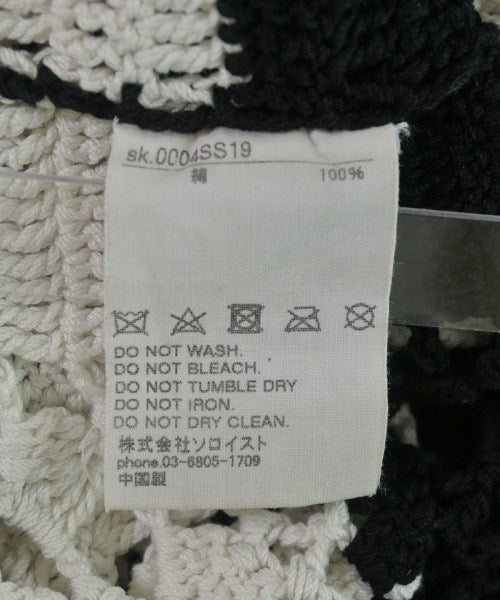 sk.0004SS19
綿 100%
DO NOT WASH.
DO NOT BLEACH.
DO NOT TUMBLE DRY
DO NOT IRON.
DO NOT DRY CLEAN.
株式会社ソロイスト
phone.03-6805-1709
中国製